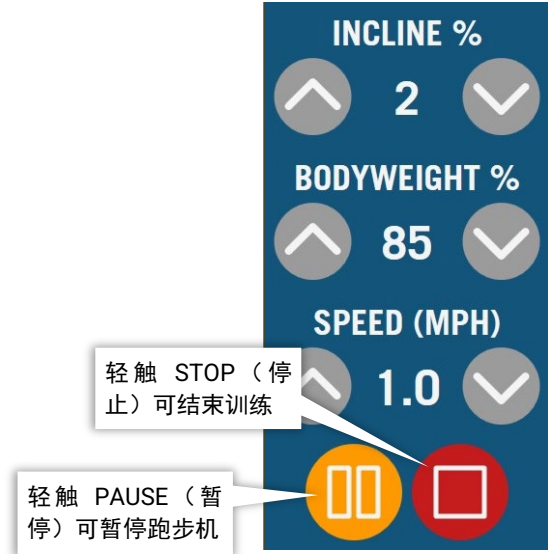 INCLINE %
2
BODYWEIGHT %
85
SPEED (MPH)
1.0
轻触 STOP（停
止）可结束训练
轻触 PAUSE（暂
停）可暂停跑步机